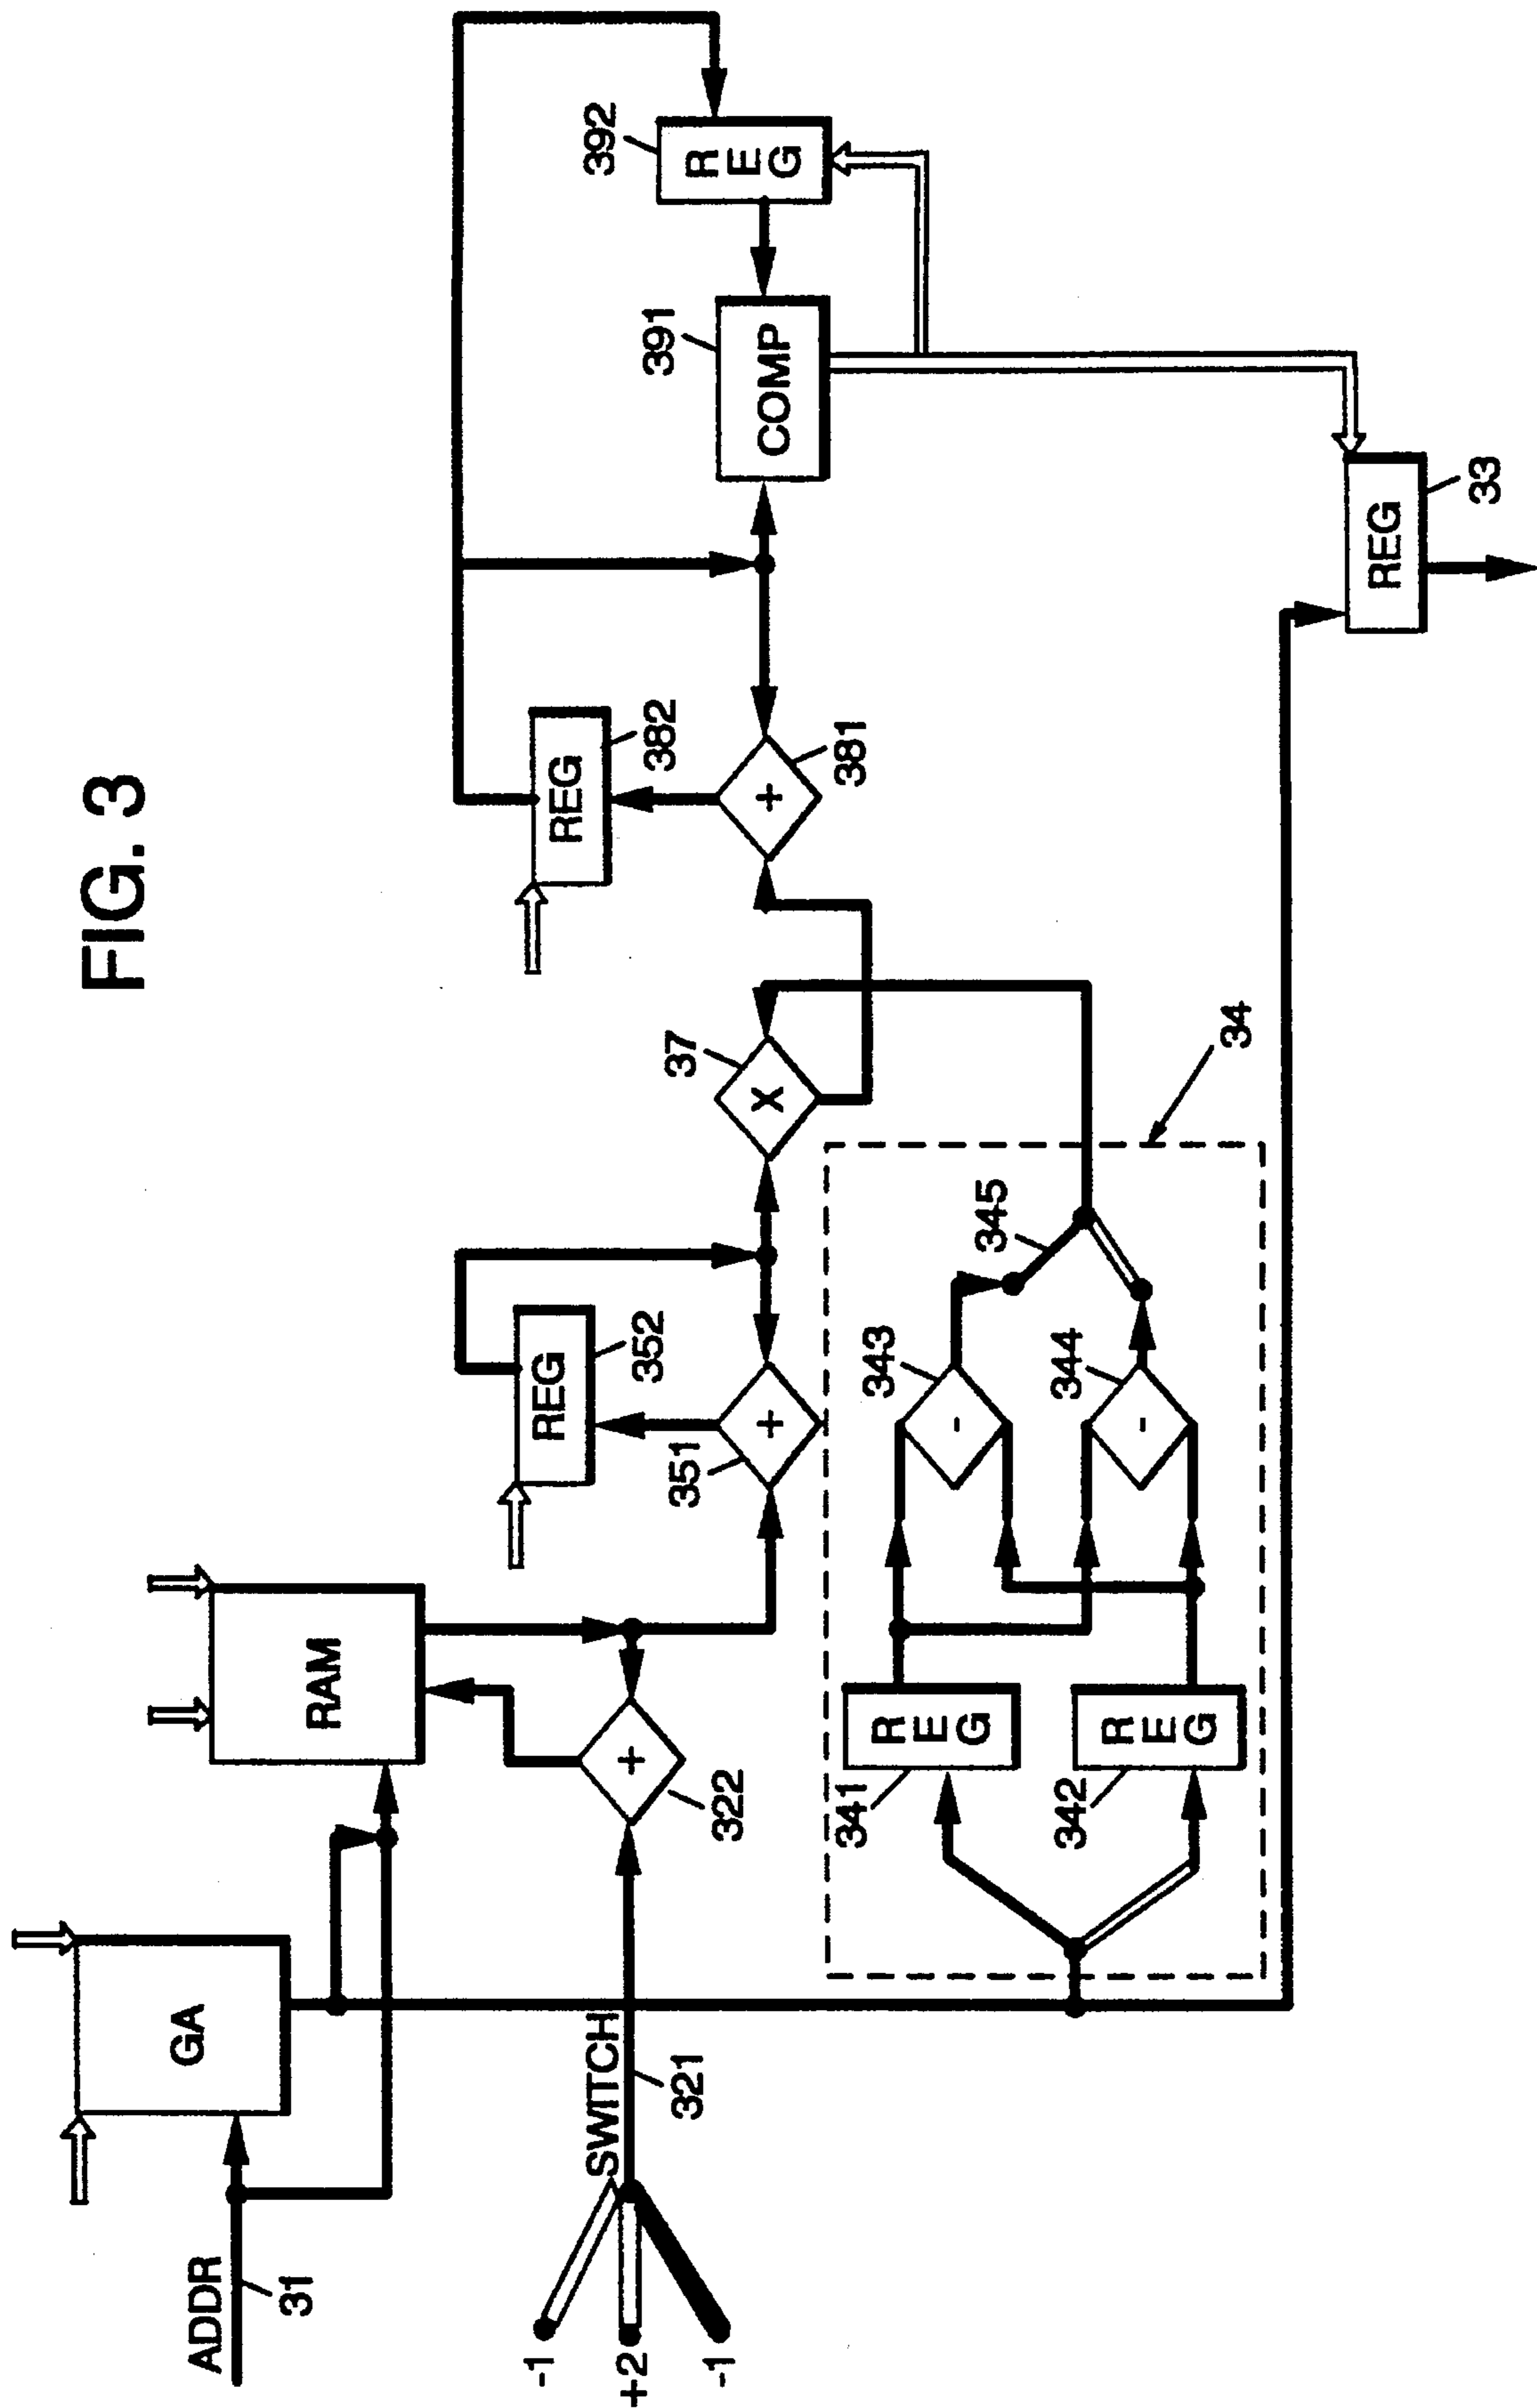 FIG. 3
ADDR
31
GA
RAM
-1
+2
-1
SWITCH
321
+
322
REG
352
+
351
X
37
REG
382
+
381
COMP
391
REG
392
REG
341
REG
342
-
343
-
344
345
34
REG
33